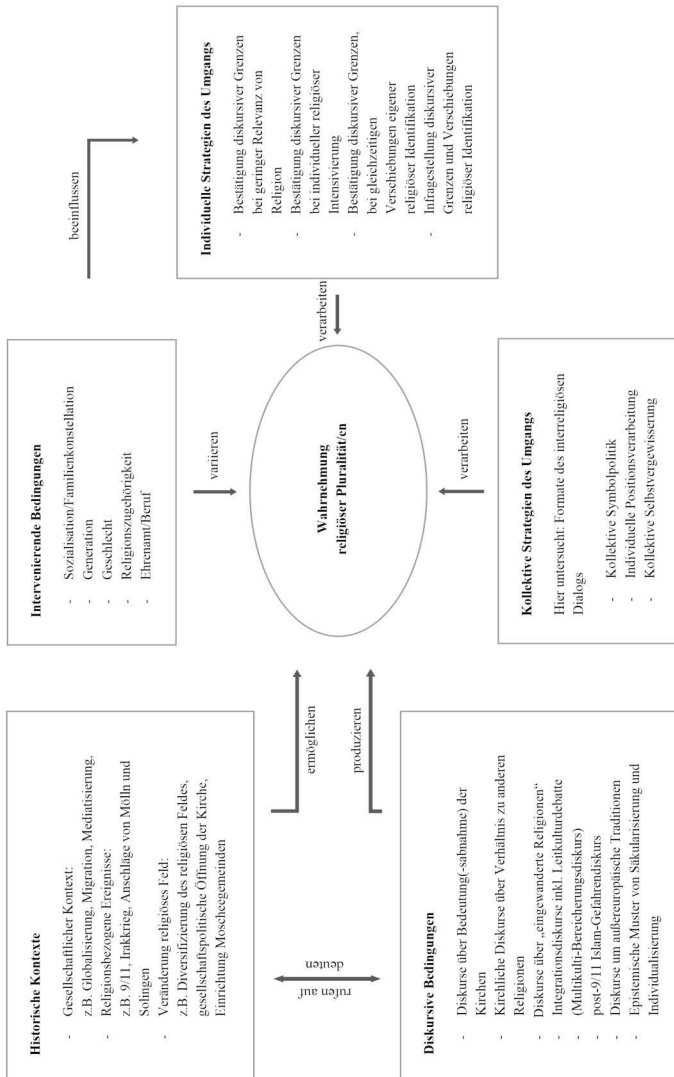 Historische Kontexte
- Gesellschaftlicher Kontext:
z.B. Globalisierung, Migration, Mediatisierung,
- Religionsbezogene Ereignisse:
z.B. 9/11, Irakkrieg, Anschläge von Mölln und
Solingen
- Veränderung religiöses Feld:
z.B. Diversifizierung des religiösen Feldes,
gesellschaftspolitische Öffnung der Kirche,
Einrichtung Moscheegemeinden
ermöglichen
rufen auf
deuten
Diskursive Bedingungen
- Diskurse über Bedeutung(-sabnahme) der
Kirchen
- Kirchliche Diskurse über Verhältnis zu anderen
Religionen
- Diskurse über „eingewanderte Religionen“
- Integrationsdiskurse inkl. Leitkulturdebatte
- (Multikulti-Bereicherungsdiskurs)
- post-9/11 Islam-Gefahrendiskurs
- Diskurse um außereuropäische Traditionen
- Epistemische Muster von Säkularisierung und
Individualisierung
produzieren
Intervenierende Bedingungen
- Sozialisation/Familienkonstellation
- Generation
- Geschlecht
- Religionszugehörigkeit
- Ehrenamt/Beruf
variieren
beeinflussen
Wahrnehmung
religiöser Pluralität/en
Kollektive Strategien des Umgangs
Hier untersucht: Formate des interreligiösen
Dialogs
- Kollektive Symbolpolitik
- Individuelle Positionsverarbeitung
- Kollektive Selbstvergewisserung
verarbeiten
Individuelle Strategien des Umgangs
- Bestätigung diskursiver Grenzen
bei geringer Relevanz von
Religion
- Bestätigung diskursiver Grenzen
bei individueller religiöser
Intensivierung
- Bestätigung diskursiver Grenzen,
bei gleichzeitigen
Verschiebungen eigener
religiöser Identifikation
- Infragestellung diskursiver
Grenzen und Verschiebungen
religiöser Identifikation
verarbeiten